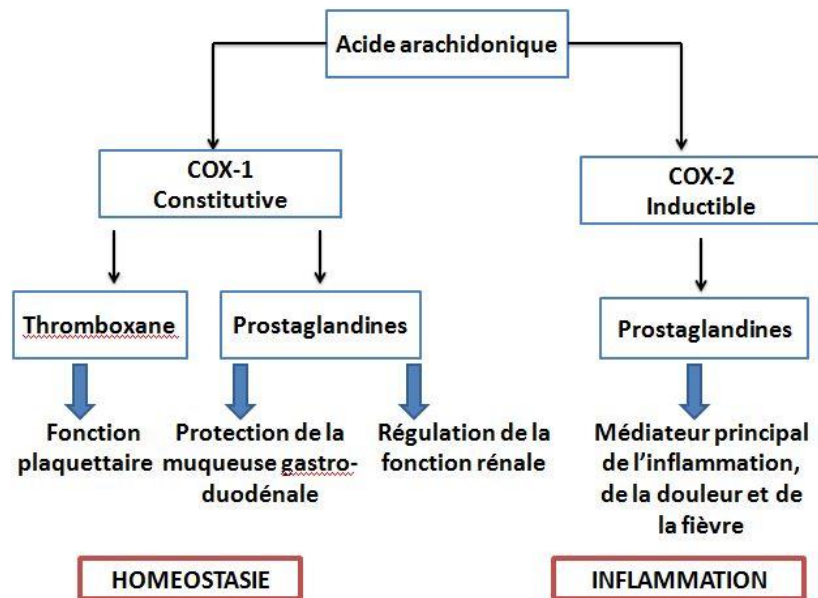 Acide arachidonique
COX-1
Constitutive
COX-2
Inductible
Thromboxane
Prostaglandines
Prostaglandines
Fonction
plaquettaire
Protection de la
muqueuse gastro-
duodénale
Régulation de la
fonction rénale
Médiateur principal
de l'inflammation,
de la douleur et de
la fièvre
HOMEOSTASIE
INFLAMMATION